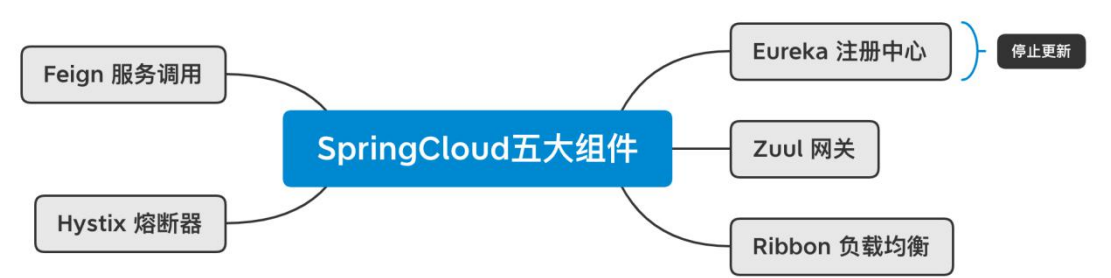 SpringCloud五大组件
Feign 服务调用
Hystix 熔断器
Eureka 注册中心
停止更新
Zuul 网关
Ribbon 负载均衡